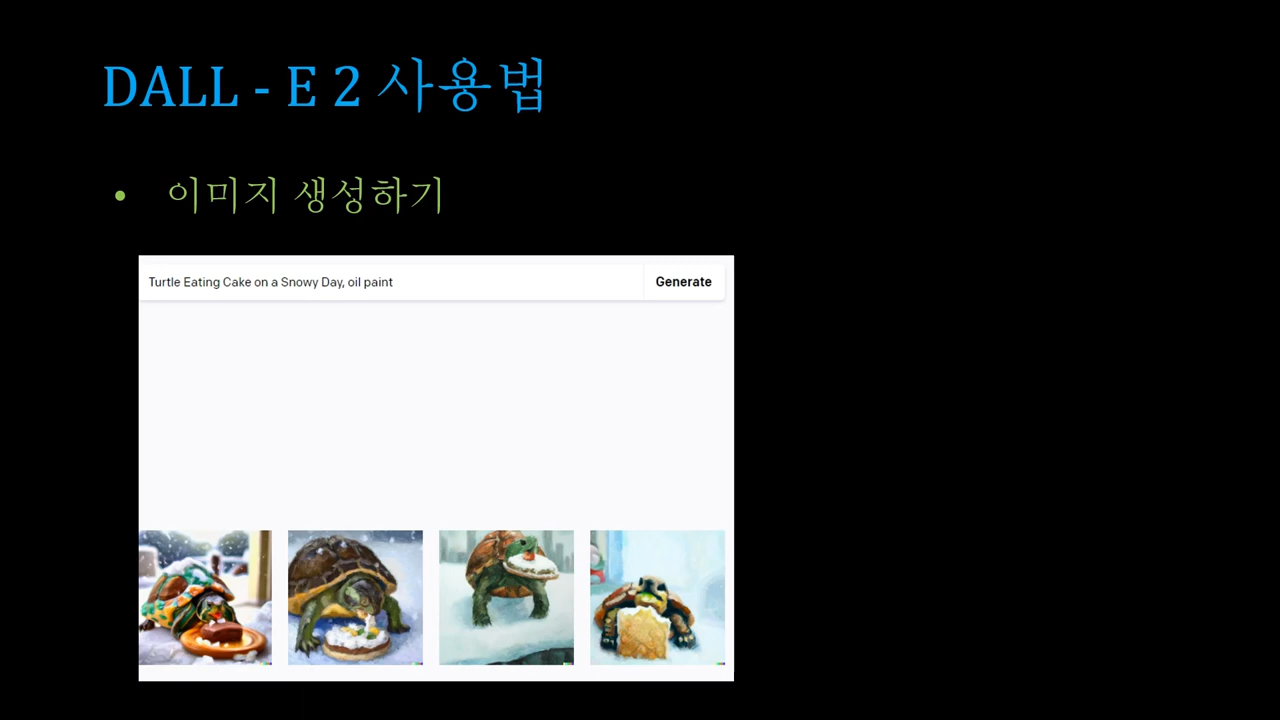 DALL - E 2 사용법
• 이미지 생성하기
Turtle Eating Cake on a Snowy Day, oil paint
Generate